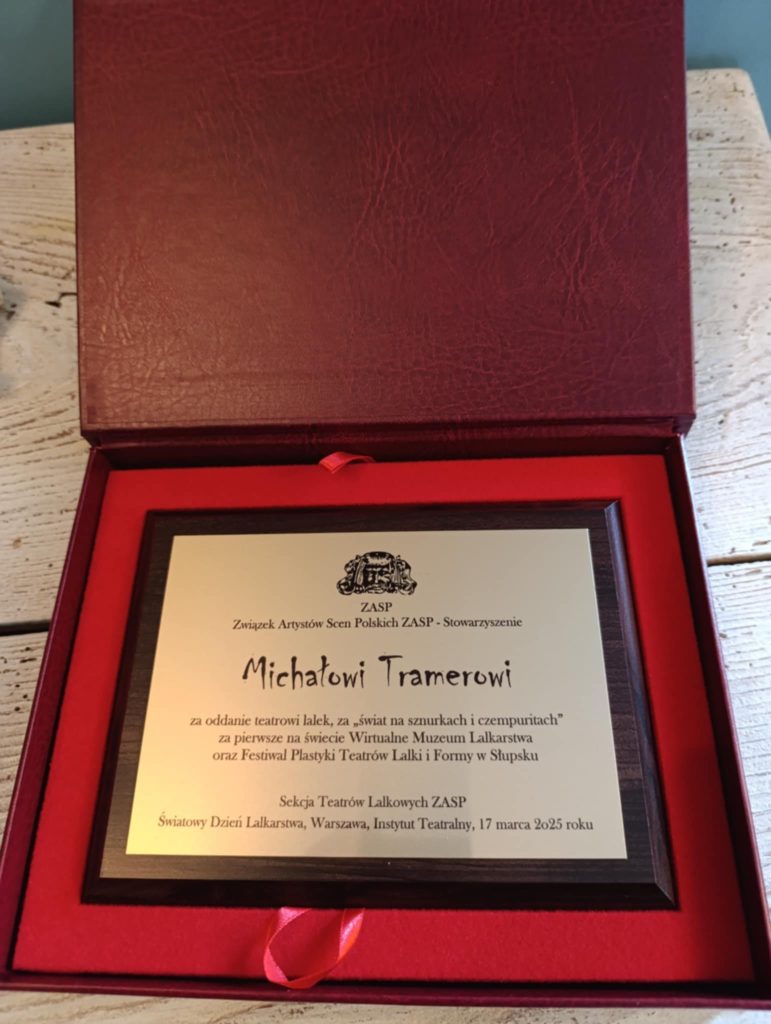 ZASP
Związek Artystów Scen Polskich ZASP - Stowarzyszenie
Michałowi Tramerowi
za oddanie teatrowi lalek, za „świat na sznurkach i czempuritach”
za pierwsze na świecie Wirtualne Muzeum Lalkarstwa
oraz Festiwal Plastyki Teatrów Lalki i Formy w Słupsku
Sekcja Teatrów Lalkowych ZASP
Światowy Dzień Lalkarstwa, Warszawa, Instytut Teatralny, 17 marca 2025 roku